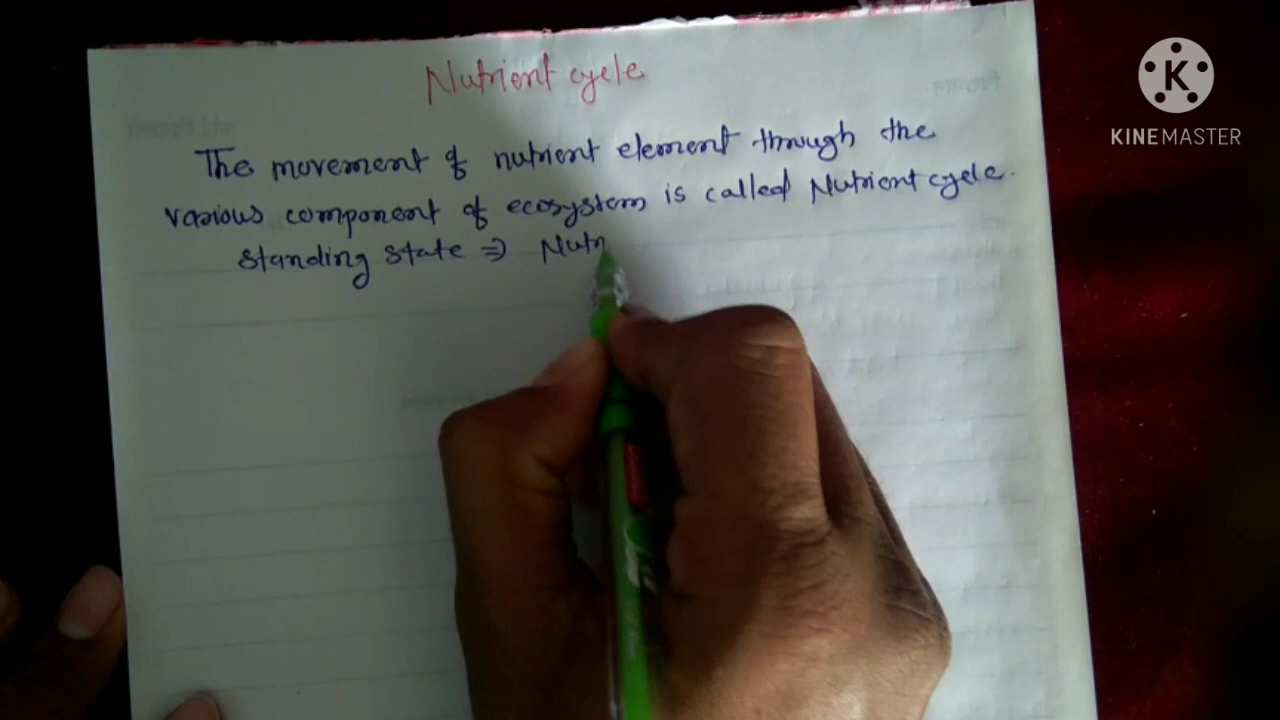 Nutrient cycle
The movement of nutrient element through the
various component of ecosystem is called Nutrient cycle.
Standing state ⇒ Nutr
K
KINEMASTER